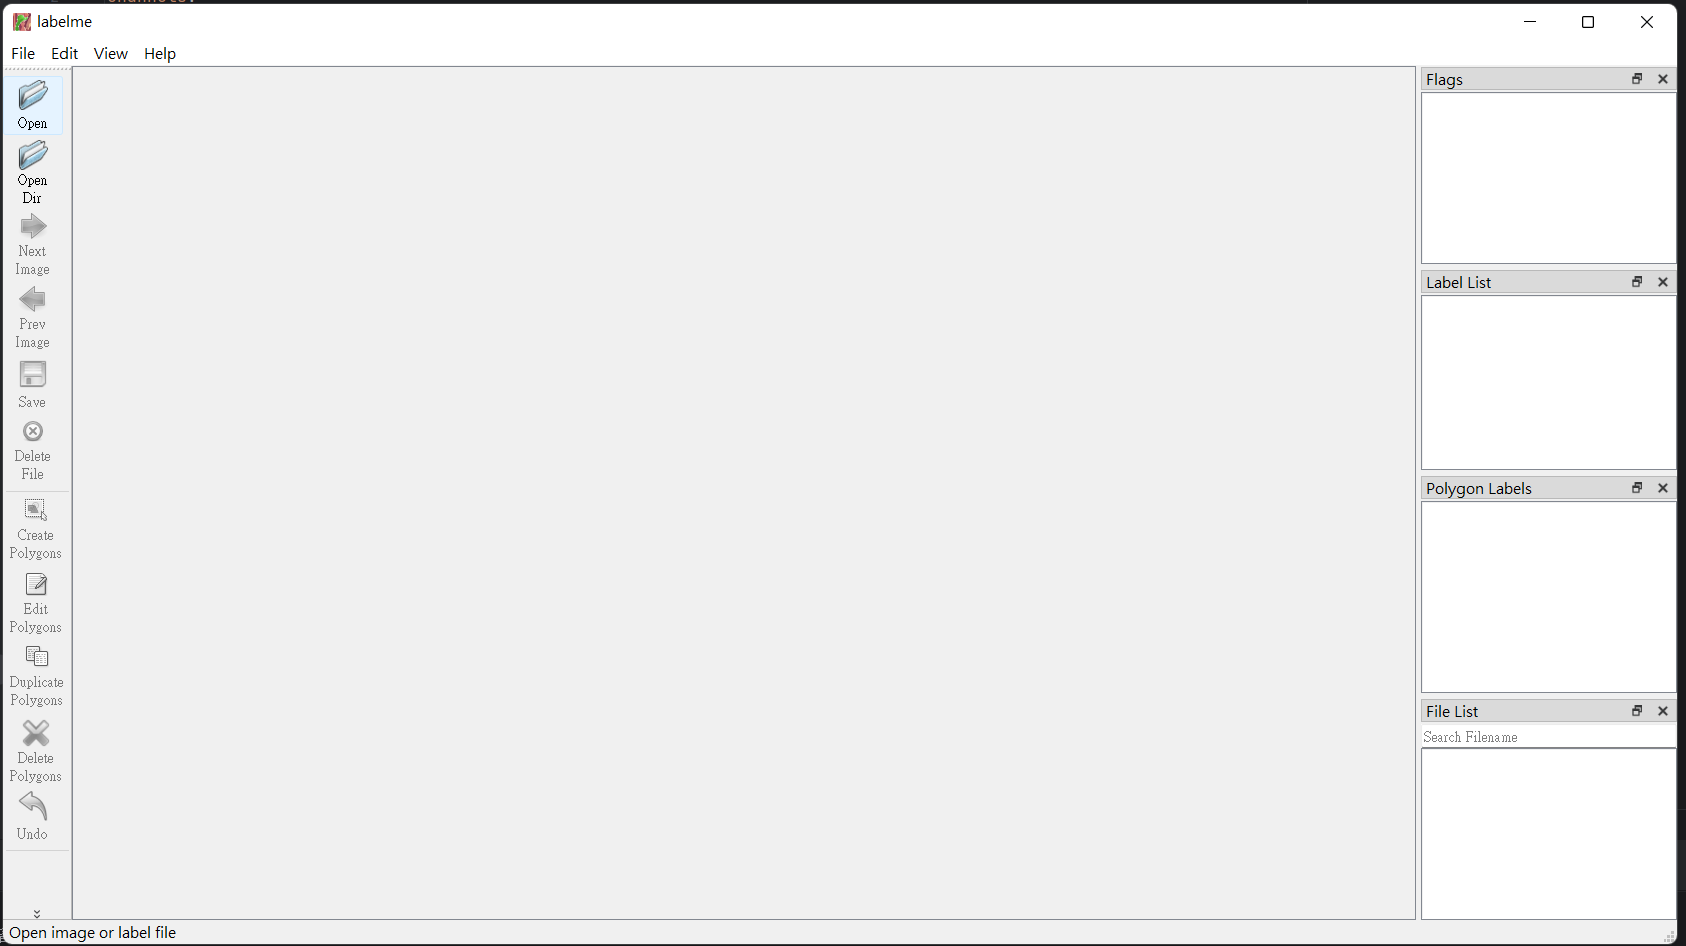 labelme
File Edit View Help
Open
Open
Dir
Next
Image
Prev
Image
Save
Delete
File
Create
Polygons
Edit
Polygons
Duplicate
Polygons
Delete
Polygons
Undo
Flags
Label List
Polygon Labels
File List
Search Filename
Open image or label file